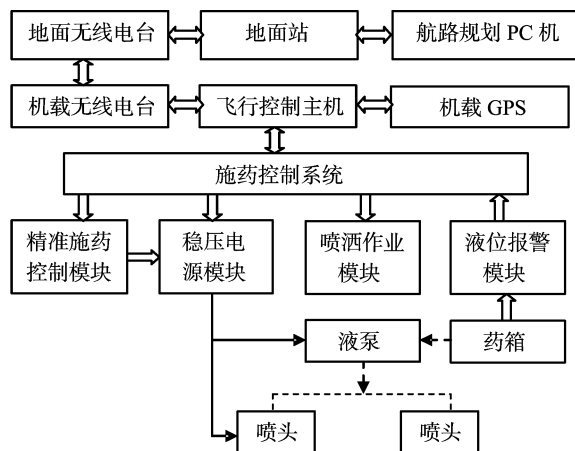 地面无线电台
地面站
航路规划 PC 机
机载无线电台
飞行控制主机
机载 GPS
施药控制系统
精准施药
控制模块
稳压电
源模块
喷洒作业
模块
液位报警
模块
液泵
药箱
喷头
喷头